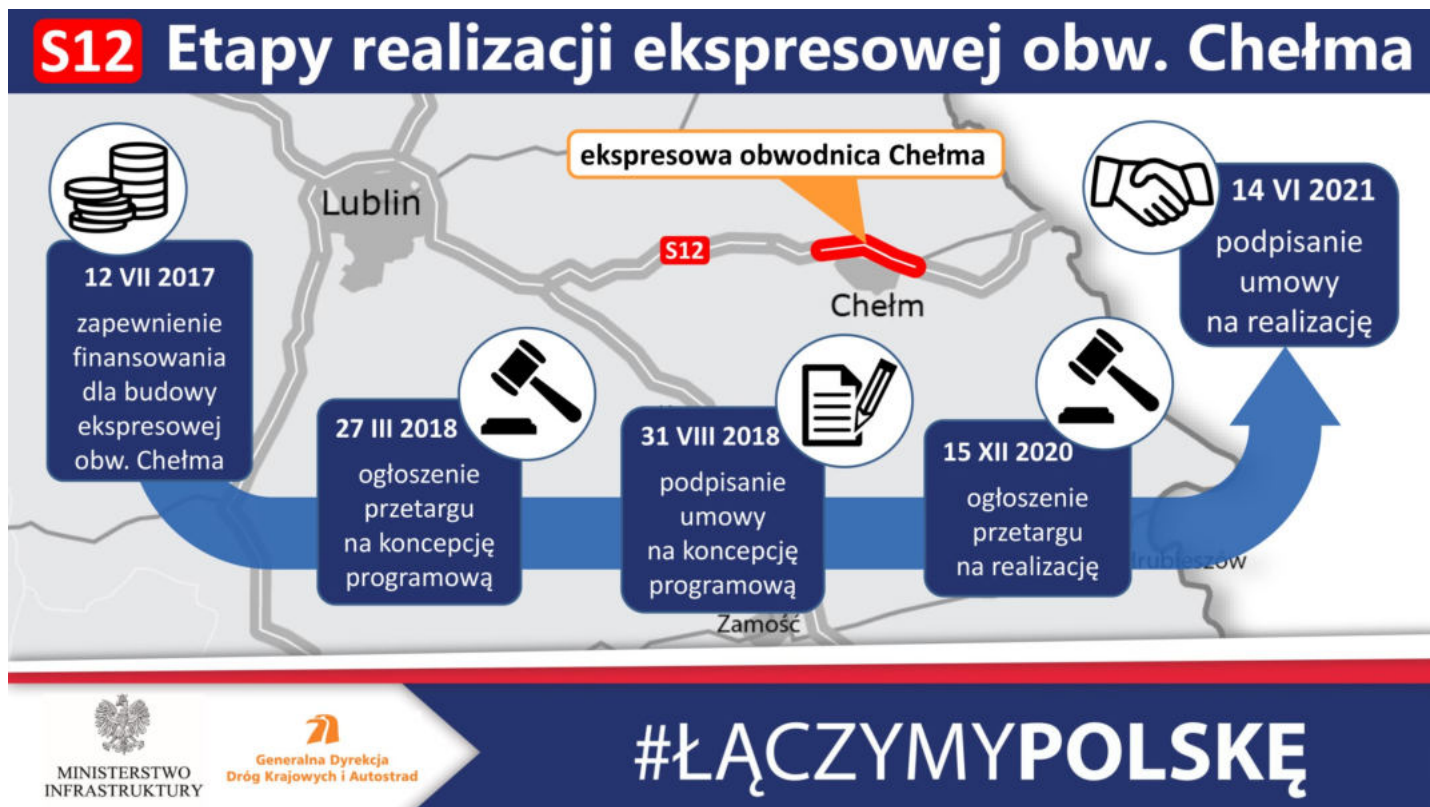 S12 Etapy realizacji ekspresowej obw. Chełma
ekspresowa obwodnica Chełma
Lublin
S12
Chełm
12 VII 2017
zapewnienie
finansowania
dla budowy
ekspresowej
obw. Chełma
27 III 2018
ogłoszenie
przetargu
na koncepcję
programową
31 VIII 2018
podpisanie
umowy
na koncepcję
programową
15 XII 2020
ogłoszenie
przetargu
na realizację
14 VI 2021
podpisanie
umowy
na realizację
Zamość
MINISTERSTWO
INFRASTRUKTURY
Generalna Dyrekcja
Dróg Krajowych i Autostrad
#ŁĄCZYMYPOLSKĘ